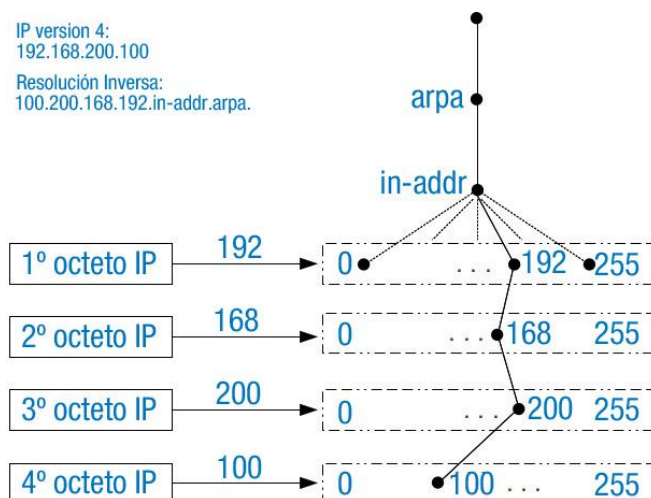 IP version 4:
192.168.200.100
Resolución Inversa:
100.200.168.192.in-addr.arpa.
arpa
in-addr
1º octeto IP 192 0 ... 192 255
2º octeto IP 168 0 ... 168 255
3º octeto IP 200 0 ... 200 255
4º octeto IP 100 0 100 ... 255